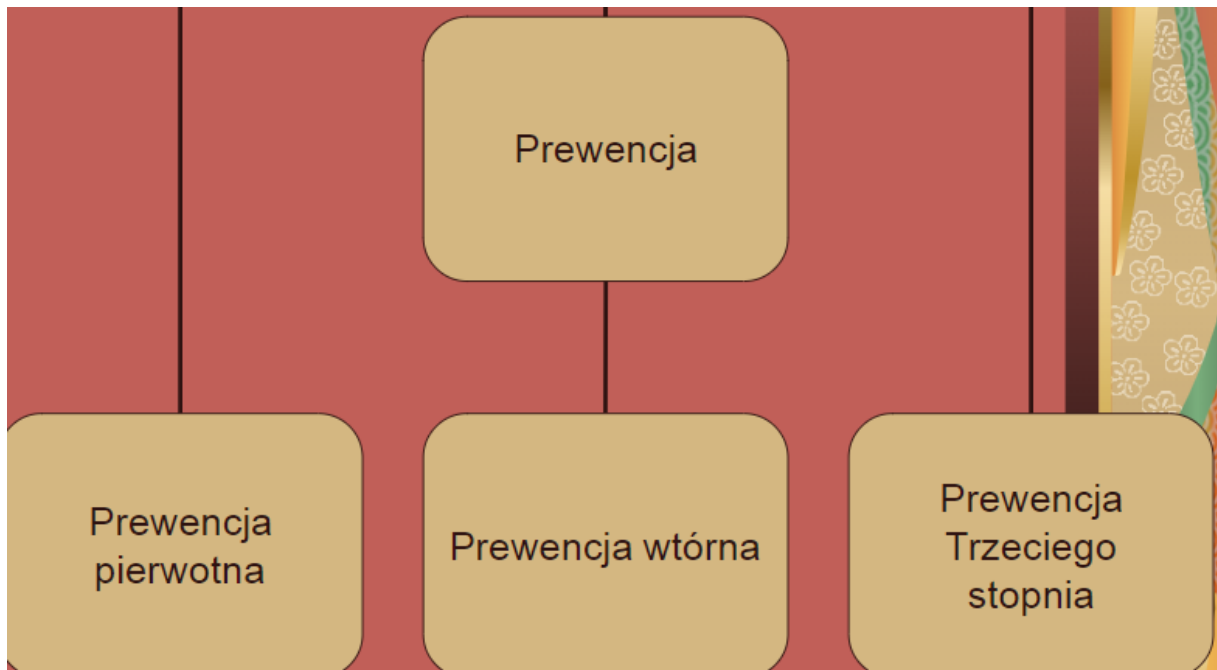 Prewencja
Prewencja
pierwotna
Prewencja wtórna
Prewencja
Trzeciego
stopnia